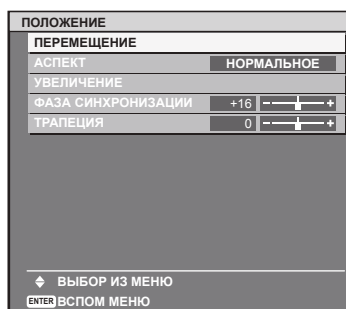 ПОЛОЖЕНИЕ
ПЕРЕМЕЩЕНИЕ
АСПЕКТ НОРМАЛЬНОЕ
УВЕЛИЧЕНИЕ
ФАЗА СИНХРОНИЗАЦИИ +16 - +
ТРАПЕЦИЯ 0 - +
ВЫБОР ИЗ МЕНЮ
ENTER ВСПОМ МЕНЮ